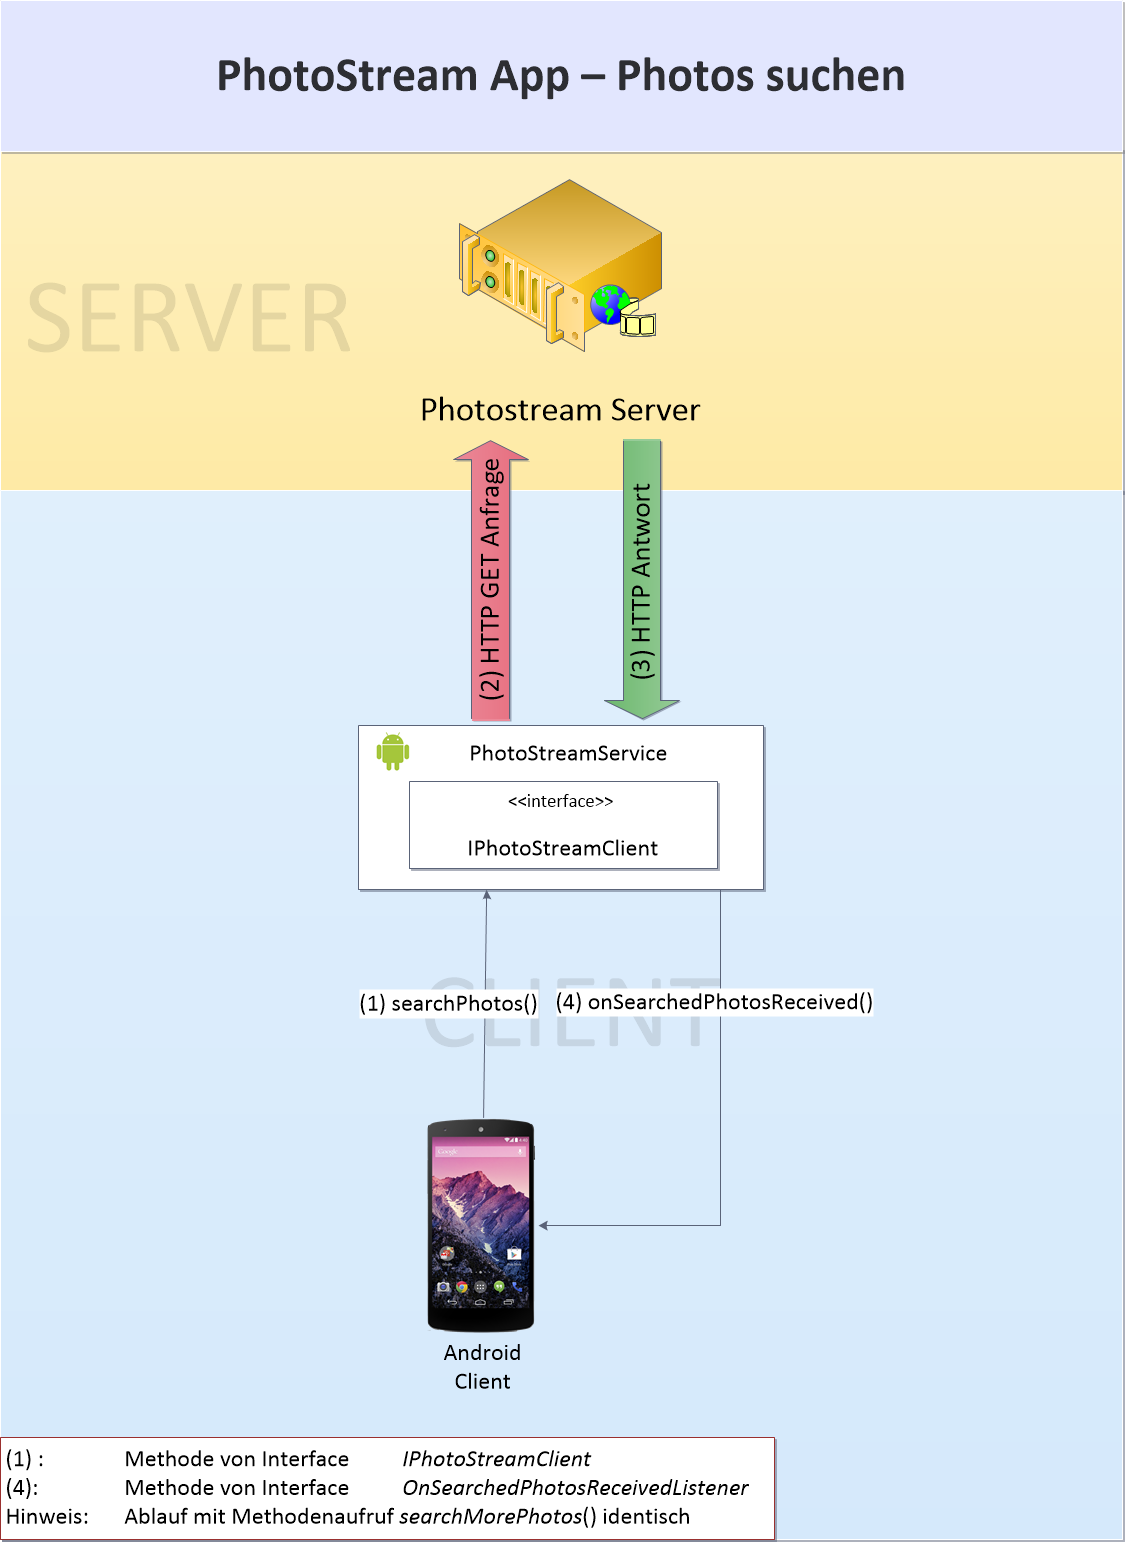 PhotoStream App – Photos suchen
SERVER
Photostream Server
(2) HTTP GET Anfrage
(3) HTTP Antwort
PhotoStreamService
<<interface>>
IPhotoStreamClient
CLIENT
(1) searchPhotos()
(4) onSearchedPhotosReceived()
Google
Android
Client
(1) : Methode von Interface IPhotoStreamClient
(4): Methode von Interface OnSearchedPhotosReceivedListener
Hinweis: Ablauf mit Methodenaufruf searchMorePhotos() identisch